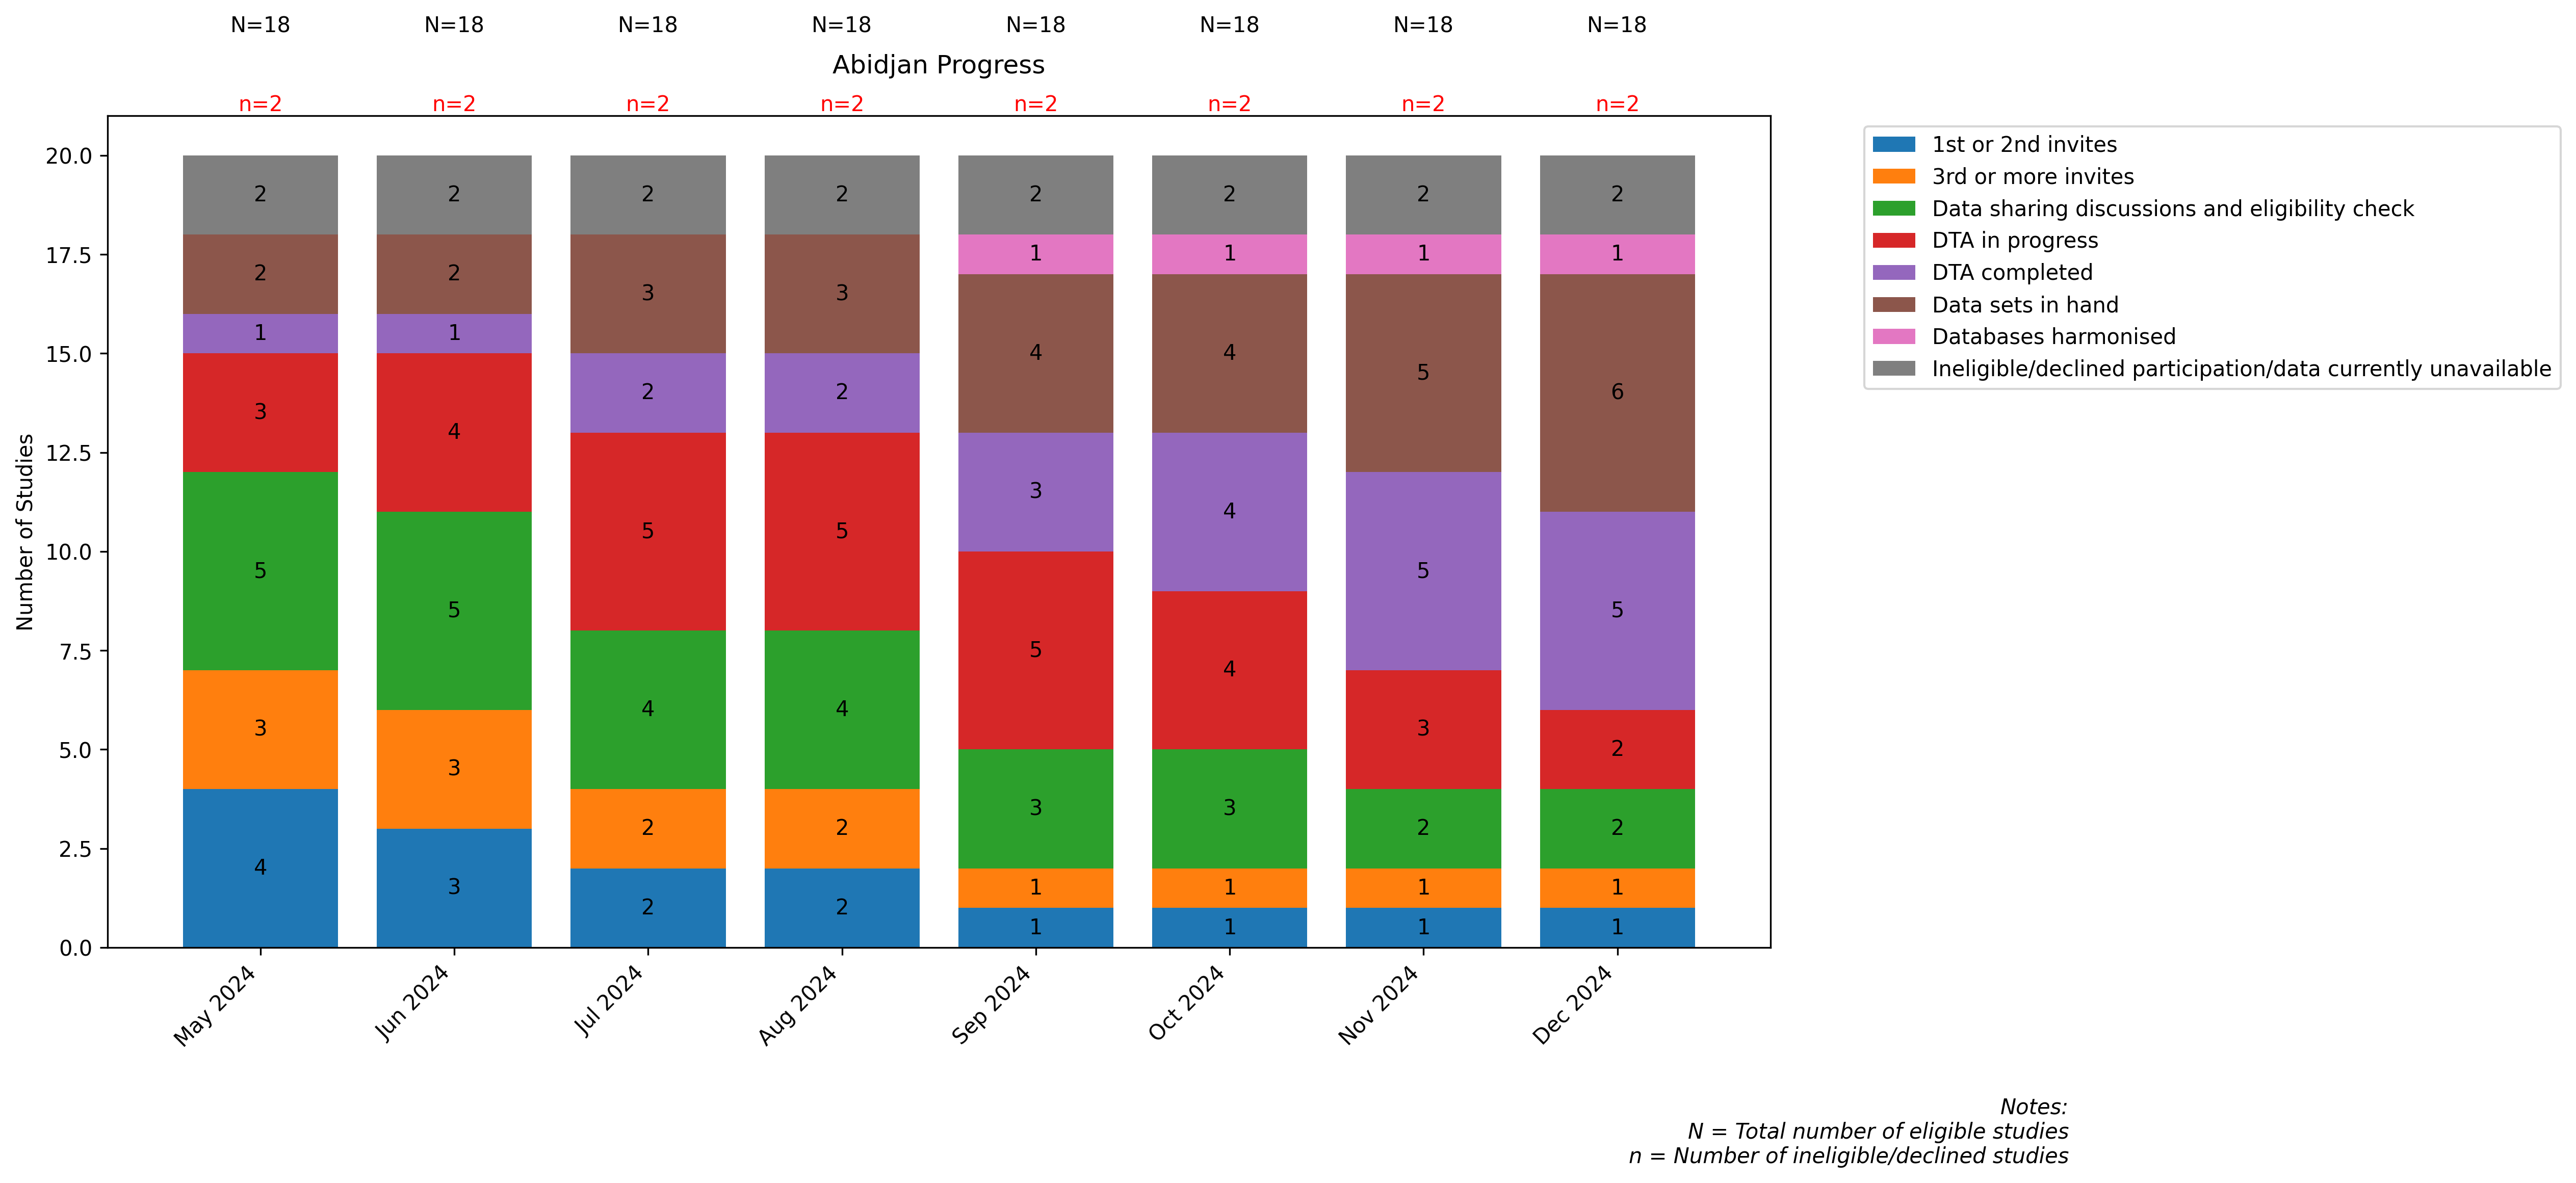 N=18 N=18 N=18 N=18 N=18 N=18 N=18 N=18
Abidjan Progress
n=2 n=2 n=2 n=2 n=2 n=2 n=2 n=2
Number of Studies
20.0
17.5
15.0
12.5
10.0
7.5
5.0
2.5
0.0
2 2 2 2 2 2 2 2
1 1 1 1
2 2 3 3 4 4 5 6
1 1 2 2 3 4 5 5
3 4 5 5 5 4 3 2
5 5 4 4 3 3 2 2
3 3 2 2 1 1 1 1
4 3 2 2 1 1 1 1
May 2024 Jun 2024 Jul 2024 Aug 2024 Sep 2024 Oct 2024 Nov 2024 Dec 2024
1st or 2nd invites
3rd or more invites
Data sharing discussions and eligibility check
DTA in progress
DTA completed
Data sets in hand
Databases harmonised
Ineligible/declined participation/data currently unavailable
Notes:
N = Total number of eligible studies
n = Number of ineligible/declined studies